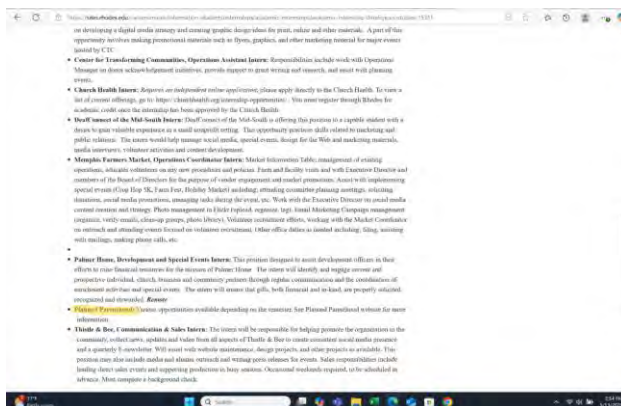 on developing a digital media strategy and creating graphic design ideas for print, online and other materials. A part of this
opportunity involves making promotional materials such as flyers, graphics, and other marketing material for major events
hosted by CTC
Center for Transforming Communities, Operations Assistant Intern: Responsibilities include work with Operations
Manager on donor acknowledgement initiatives, provide support to grant writing and research, and assist with planning
events.
Church Health Intern: Requires an independent online application; please apply directly to the Church Health. To view a
list of current offerings, go to: https://churchhealth.org/internship-opportunities/ . You must register through Rhodes for
academic credit once the internship has been approved by the Church Health.
DeafConnect of the Mid-South Intern: DeafConnect of the Mid-South is offering this position to a capable student with a
desire to gain valuable experience in a small nonprofit setting. This opportunity practices skills related to marketing and
public relations. The intern would help manage social media, special events, design for the Web and marketing materials,
media interviews, volunteer activities and content development.
Memphis Farmers Market, Operations Coordinator Intern: Market Information Table, management of existing
operations, educate volunteers on any new procedures and policies. Farm and facility visits and with Executive Director and
members of the Board of Directors for the purpose of vendor engagement and market promotions. Assist with implementing
special events (Crop Hop 5K, Farm Fest, Holiday Market) including: attending committee planning meetings, soliciting
donations, social media promotions, managing tasks during the event, etc. Work with the Executive Director on social media
content creation and strategy. Photo management in Flickr (upload, organize, tag). Email Marketing Campaign management
(organize, verify emails, clean-up groups, photo library). Volunteer recruitment efforts, working with the Market Coordinator
on outreach and attending events focused on volunteer recruitment. Other office duties as needed including, filing, assisting
with mailings, making phone calls, etc.
Palmer Home, Development and Special Events Intern: This position designed to assist development officers in their
efforts to raise financial resources for the mission of Palmer Home. The intern will identify and engage current and
prospective individual, church, business and community partners through regular communication and the coordination of
enrichment activities and special events. The intern will ensure that gifts, both financial and in-kind, are properly solicited,
recognized and stewarded. Remote
Planned Parenthood: Various opportunities available depending on the semester. See Planned Parenthood website for more
information.
Thistle & Bee, Communication & Sales Intern: The intern will be responsible for helping promote the organization to the
community, collect news, updates and video from all aspects of Thistle & Bee to create consistent social media presence
and a quarterly E-newsletter. Will assist with website maintenance, design projects, and other projects as available. This
position may also include media and alumni outreach and writing press releases for events. Sales responsibilities include
leading direct sales events and supporting production in busy seasons. Occasional weekends required, to be scheduled in
advance. Must complete a background check.
Search